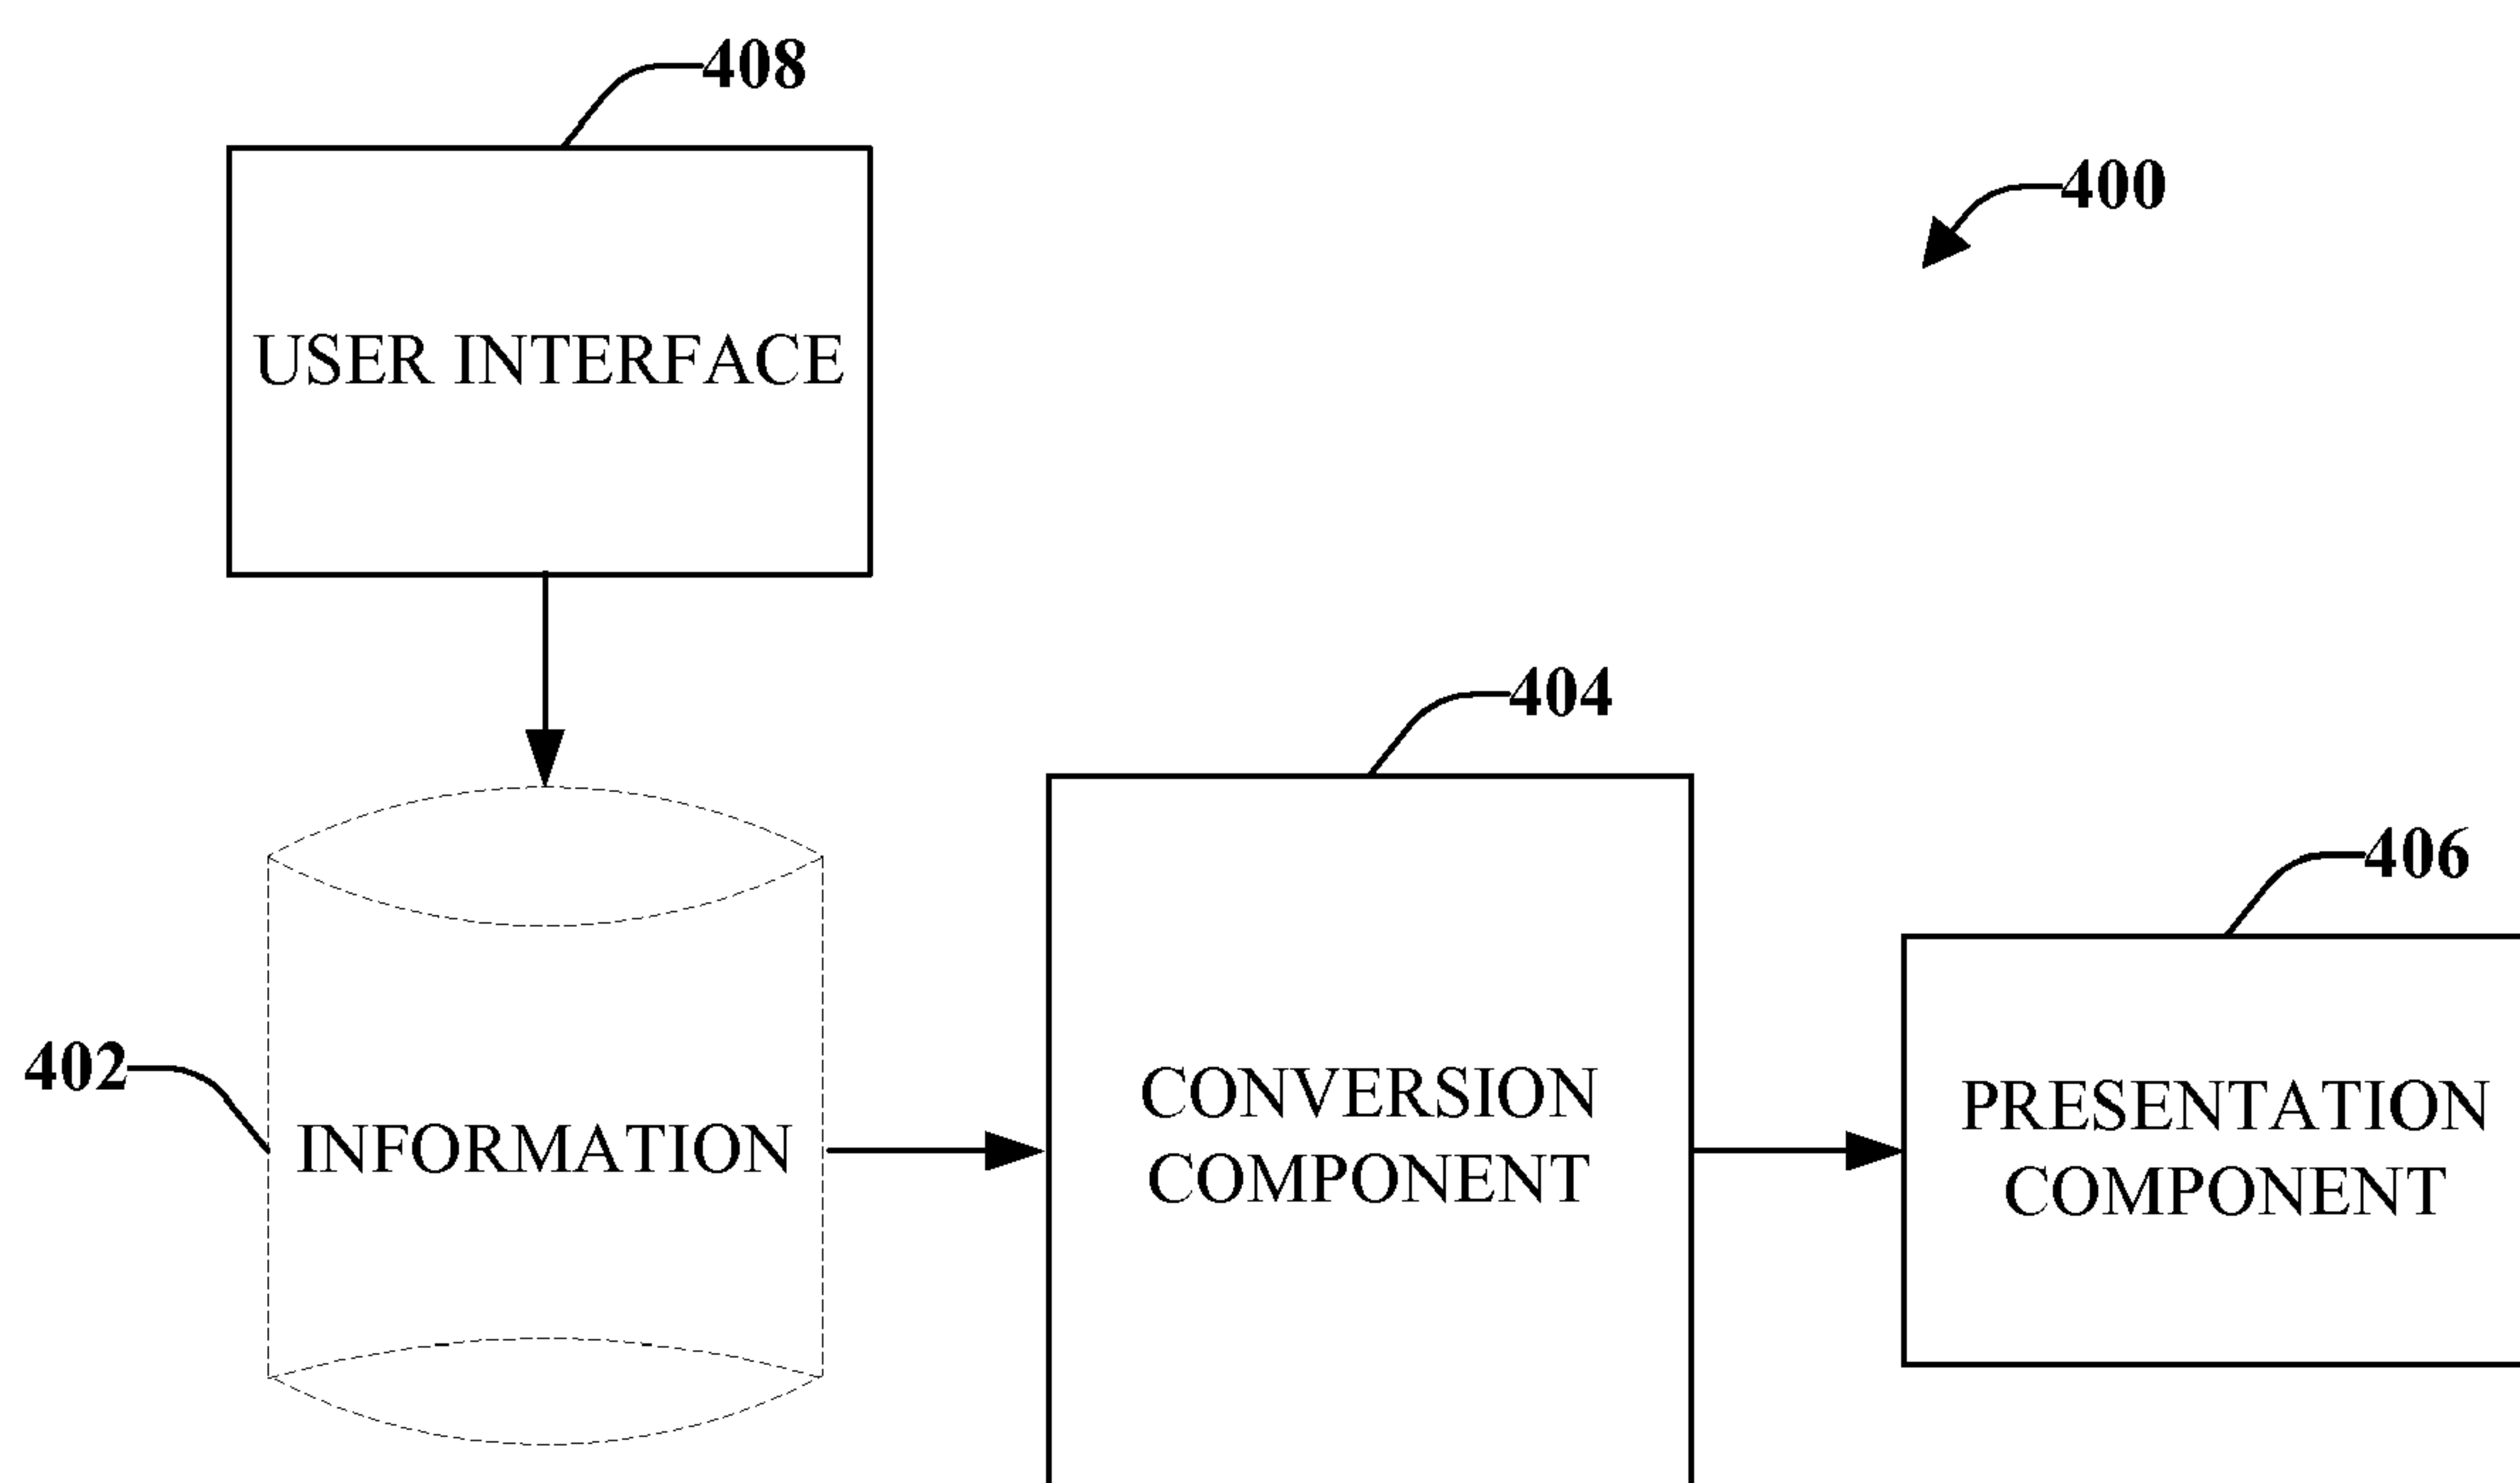 408
400
USER INTERFACE
404
406
402
INFORMATION
CONVERSION
COMPONENT
PRESENTATION
COMPONENT